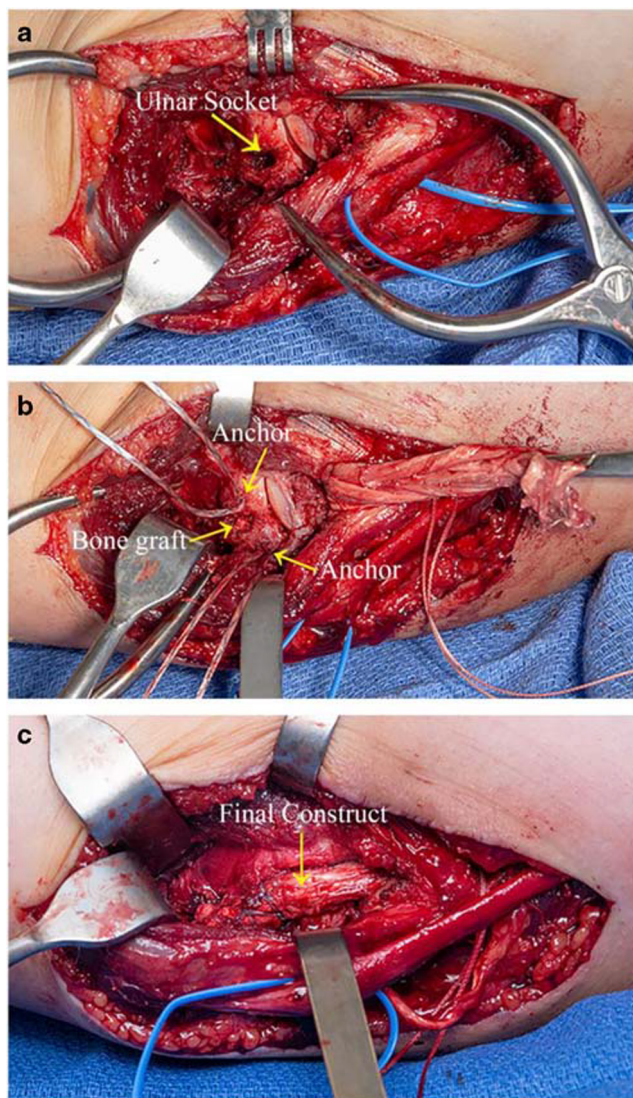 a
Ulnar Socket
b
Anchor
Bone graft
Anchor
c
Final Construct